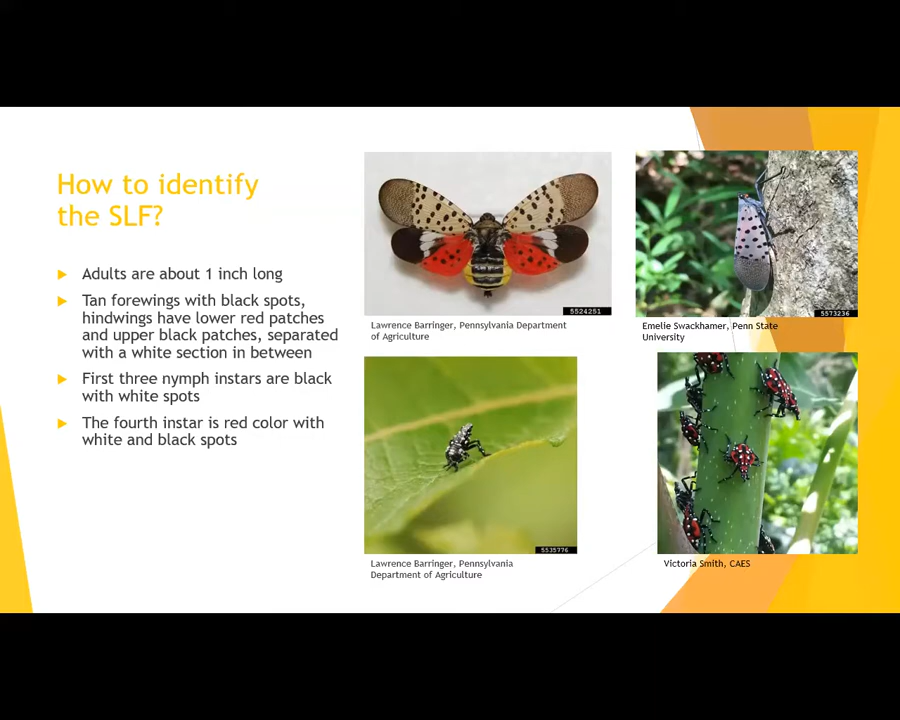 How to identify
the SLF?
Adults are about 1 inch long
Tan forewings with black spots,
hindwings have lower red patches
and upper black patches, separated
with a white section in between
First three nymph instars are black
with white spots
The fourth instar is red color with
white and black spots
5524251
Lawrence Barringer, Pennsylvania Department
of Agriculture
5573236
Emelie Swackhamer, Penn State
University
5535776
Lawrence Barringer, Pennsylvania
Department of Agriculture
Victoria Smith, CAES